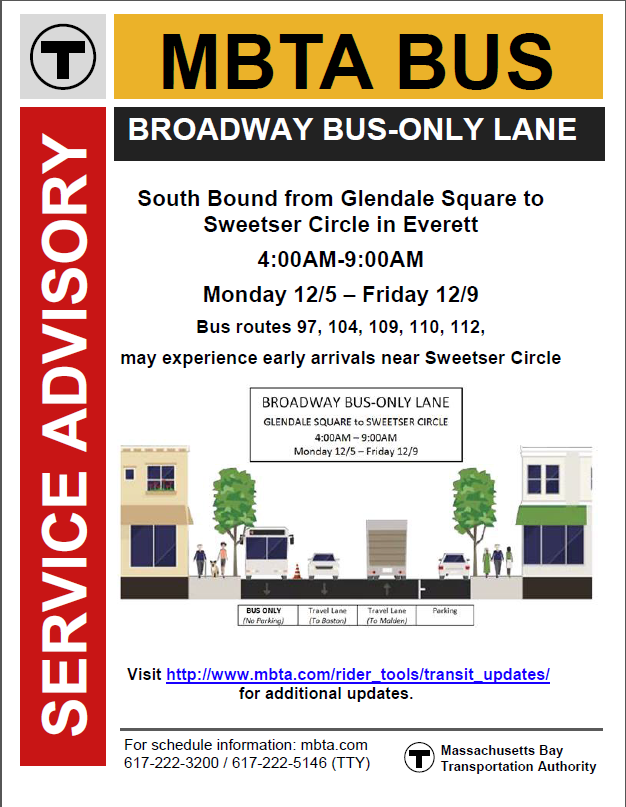 T
MBTA BUS
SERVICE ADVISORY
BROADWAY BUS-ONLY LANE
South Bound from Glendale Square to
Sweetser Circle in Everett
4:00AM-9:00AM
Monday 12/5 – Friday 12/9
Bus routes 97, 104, 109, 110, 112,
may experience early arrivals near Sweetser Circle
BROADWAY BUS-ONLY LANE
GLENDALE SQUARE to SWEETSER CIRCLE
4:00AM – 9:00AM
Monday 12/5 – Friday 12/9
BUS ONLY Travel Lane Travel Lane Parking
(No Parking) (To Boston) (To Malden)
Visit http://www.mbta.com/rider_tools/transit_updates/
for additional updates.
For schedule information: mbta.com
617-222-3200 / 617-222-5146 (TTY)
T
Massachusetts Bay
Transportation Authority